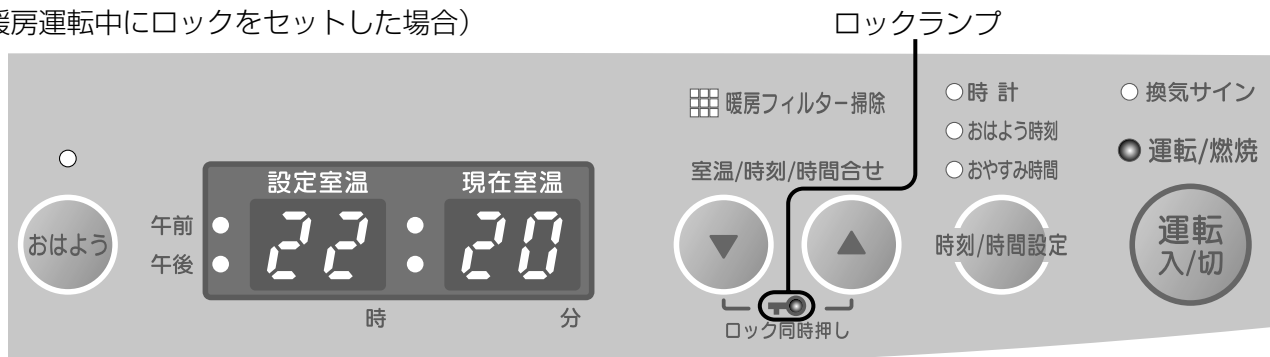 暖房運転中にロックをセットした場合）
ロックランプ
暖房フィルター掃除
時 計
換気サイン
おはよう時刻
運転/燃焼
室温/時刻/時間合せ
おやすみ時間
設定室温
現在室温
おはよう
午前
午後
22
20
▼
▲
時刻/時間設定
運転
入/切
時
分
ロック同時押し